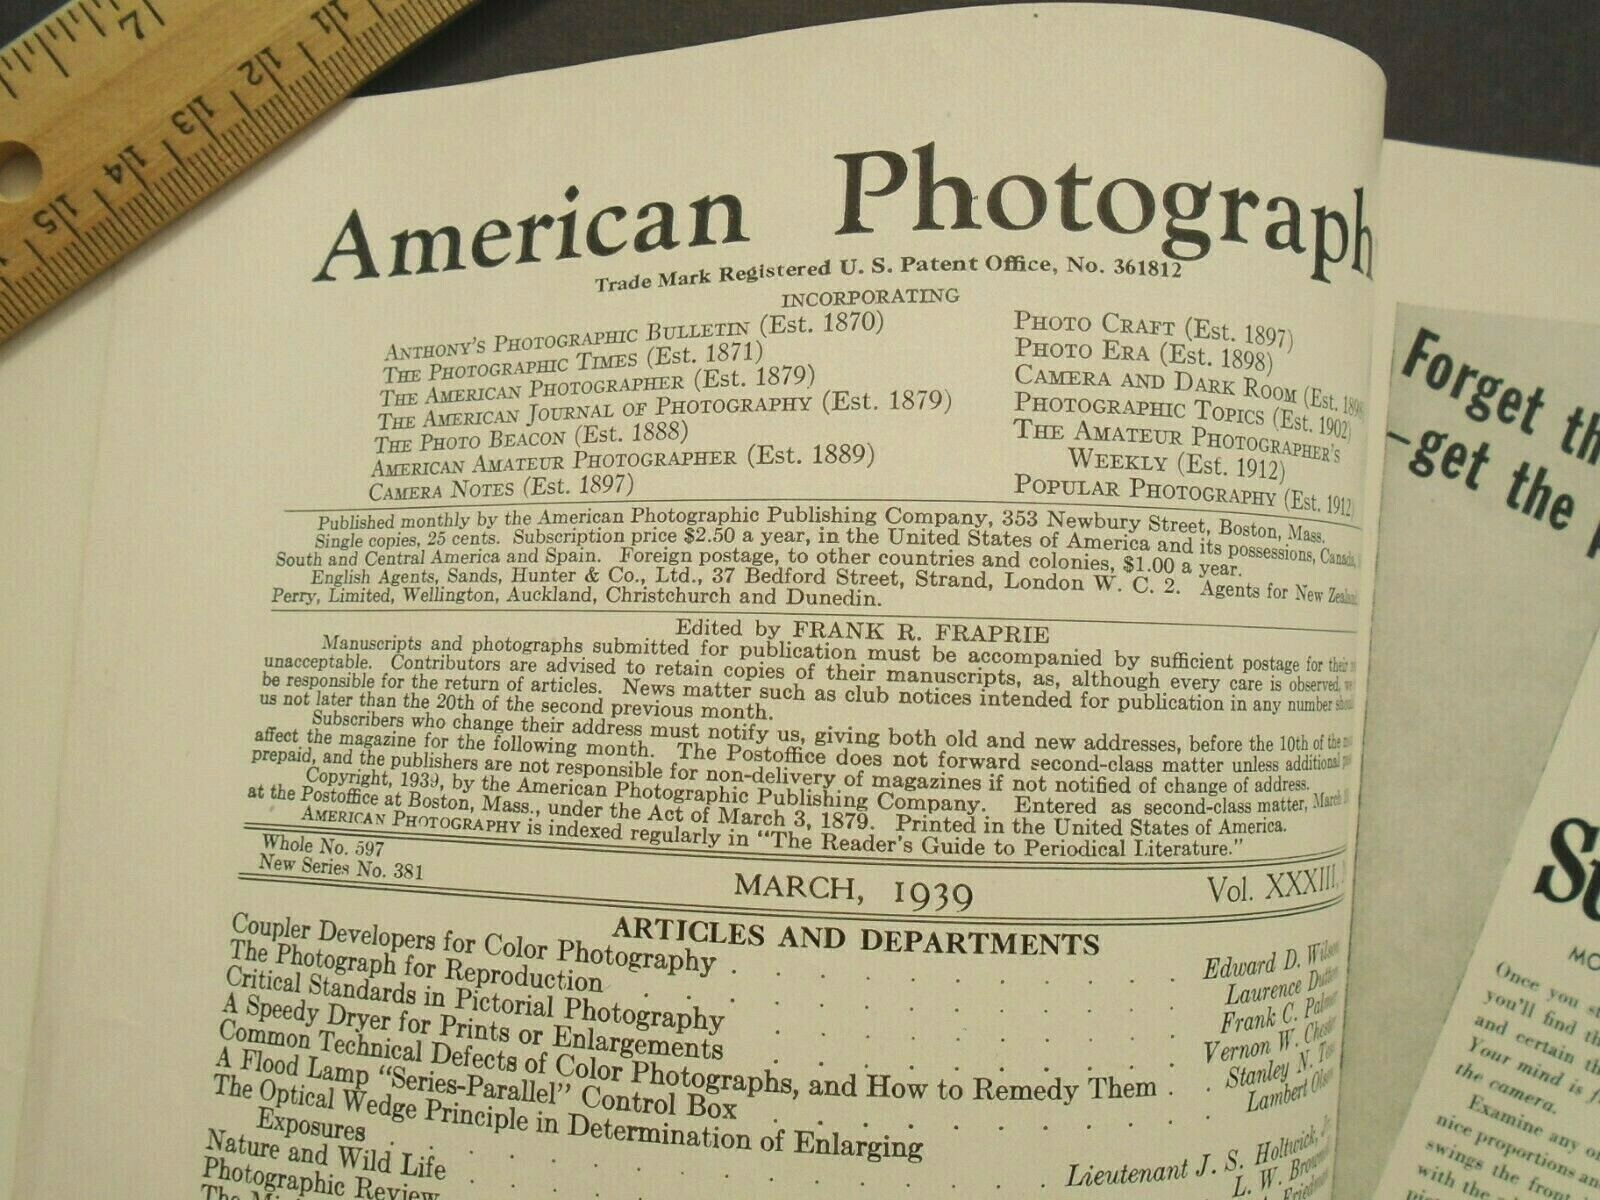 7
11
12
13
14
15
American Photograph
Trade Mark Registered U. S. Patent Office, No. 361812
INCORPORATING
ANTHONY'S PHOTOGRAPHIC BULLETIN (Est. 1870)
THE PHOTOGRAPHIC TIMES (Est. 1871)
THE AMERICAN PHOTOGRAPHER (Est. 1879)
THE AMERICAN JOURNAL OF PHOTOGRAPHY (Est. 1879)
THE PHOTO BEACON (Est. 1888)
AMERICAN AMATEUR PHOTOGRAPHER (Est. 1889)
CAMERA NOTES (Est. 1897)
PHOTO CRAFT (Est. 1897)
PHOTO ERA (Est. 1898)
CAMERA AND DARK ROOM (Est.
PHOTOGRAPHIC TOPICS (Est. 1902)
THE AMATEUR PHOTOGRAPHER'S
WEEKLY (Est. 1912)
POPULAR PHOTOGRAPHY (Est. 1912)
Published monthly by the American Photographic Publishing Company, 353 Newbury Street, Boston, Mass.
Single copies, 25 cents. Subscription price $2.50 a year, in the United States of America and its possessions, Canada,
South and Central America and Spain. Foreign postage, to other countries and colonies, $1.00 a year.
English Agents, Sands, Hunter & Co., Ltd., 37 Bedford Street, Strand, London W. C. 2. Agents for New
Perry, Limited, Wellington, Auckland, Christchurch and Dunedin.
Edited by FRANK R. FRAPRIE
Manuscripts and photographs submitted for publication must be accompanied by sufficient postage for their
unacceptable. Contributors are advised to retain copies of their manuscripts, as, although every care is observed,
be responsible for the return of articles. News matter such as club notices intended for publication in any number
us not later than the 20th of the second previous month.
Subscribers who change their address must notify us, giving both old and new addresses, before the 10th of the
affect the magazine for the following month. The Postoffice does not forward second-class matter unless additional
prepaid, and the publishers are not responsible for non-delivery of magazines if not notified of change of address.
Copyright, 1939, by the American Photographic Publishing Company. Entered as second-class matter, March
at the Postoffice at Boston, Mass., under the Act of March 3, 1879. Printed in the United States of America.
AMERICAN PHOTOGRAPHY is indexed regularly in "The Reader's Guide to Periodical Literature."
Whole No. 597
New Series No. 381
MARCH, 1939
Vol. XXXIII,
ARTICLES AND DEPARTMENTS
Coupler Developers for Color Photography . . . . . . Edward D.
The Photograph for Reproduction . . . . . . Laurence
Critical Standards in Pictorial Photography . . . . . . Frank C.
A Speedy Dryer for Prints or Enlargements . . . . . . Vernon W.
Common Technical Defects of Color Photographs, and How to Remedy Them . . Stanley N.
A Flood Lamp "Series-Parallel" Control Box . . . . . . Lambert
The Optical Wedge Principle in Determination of Enlarging
Exposures . . . . . . Lieutenant J. S. Holtwick,
Nature and Wild Life . . . . . . L. W.
Photographic Review
The
Forget th
—get the
Su
MO
Once you
you'll find
and certain
Your mind is
the camera.
Examine any
nice proportions
swings the
with the